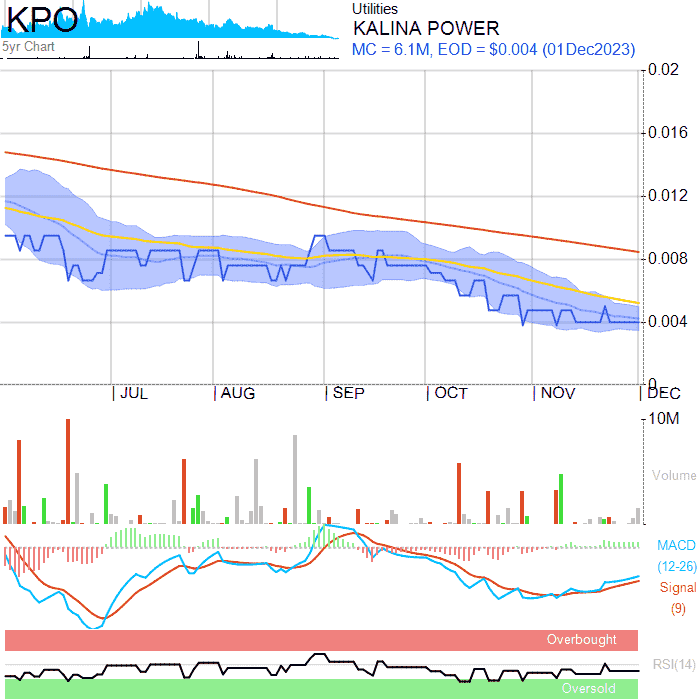 KPO
5yr Chart
Utilities
KALINA POWER
MC = 6.1M, EOD = $0.004 (01Dec2023)
0.02
0.016
0.012
0.008
0.004
0
JUL AUG SEP OCT NOV DEC
10M
Volume
MACD
(12-26)
Signal
(9)
Overbought
RSI(14)
Oversold